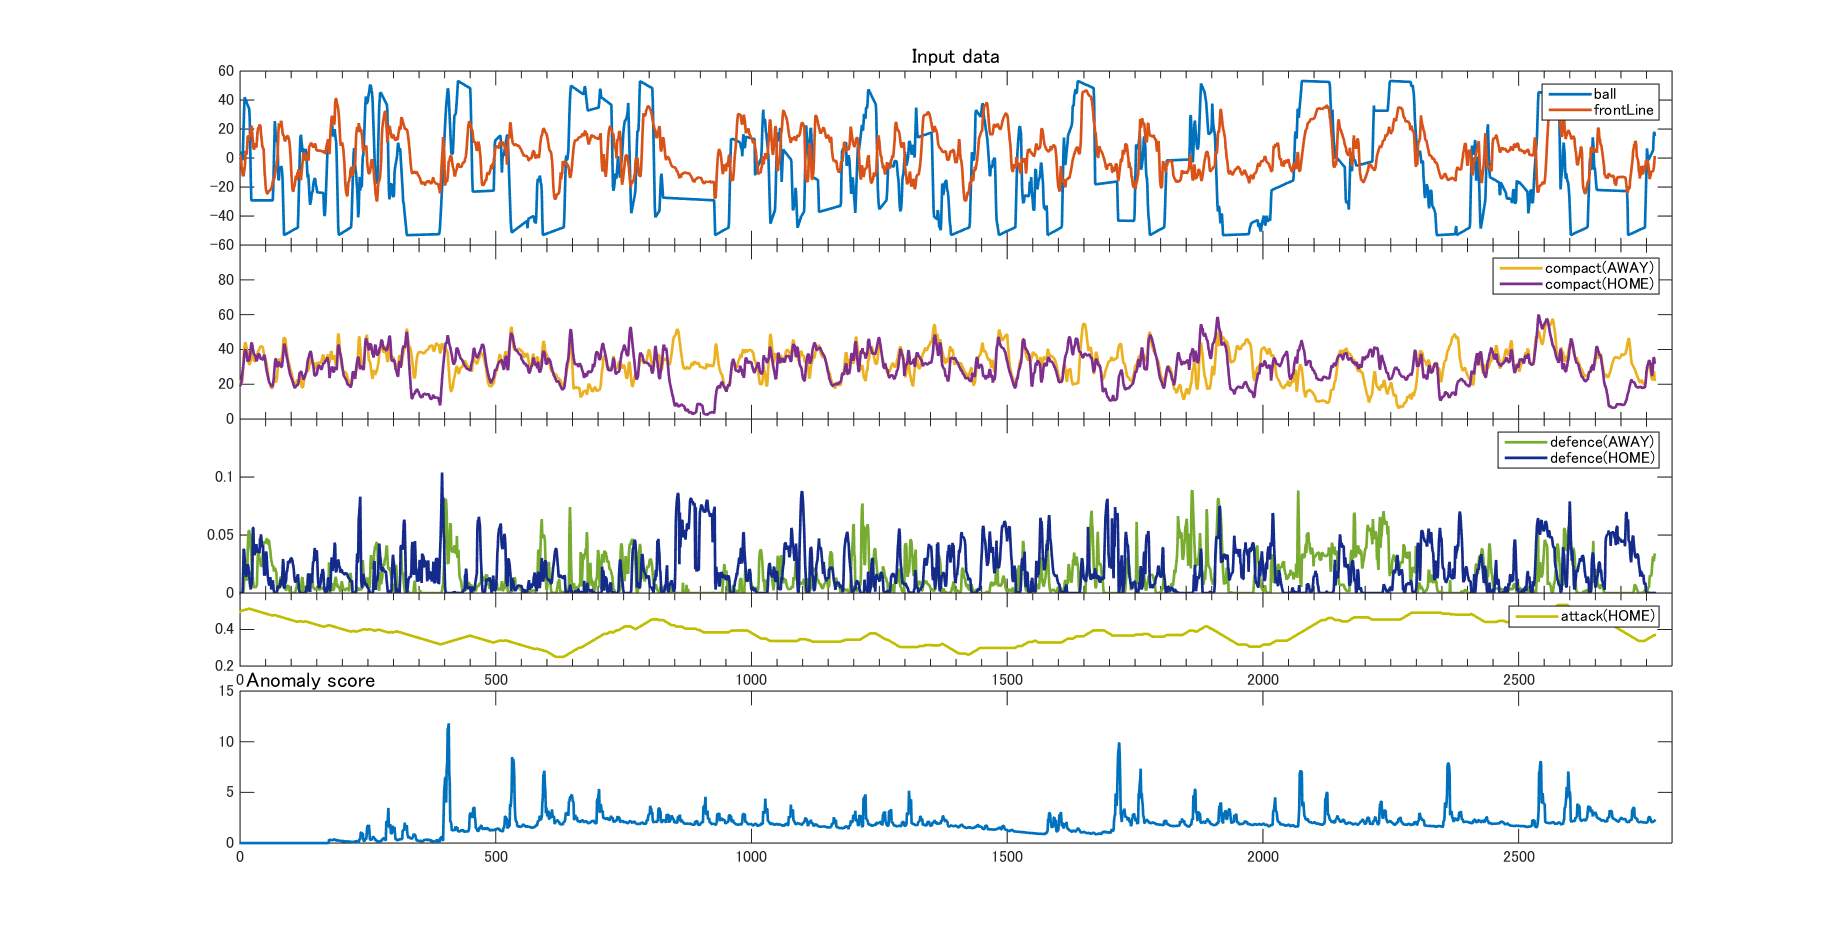 Input data
60
40
20
0
−20
−40
−60
ball
frontLine
80
60
40
20
0
compact(AWAY)
compact(HOME)
0.1
0.05
0
defence(AWAY)
defence(HOME)
0.4
0.2
attack(HOME)
0 500 1000 1500 2000 2500
Anomaly score
15
10
5
0
0 500 1000 1500 2000 2500